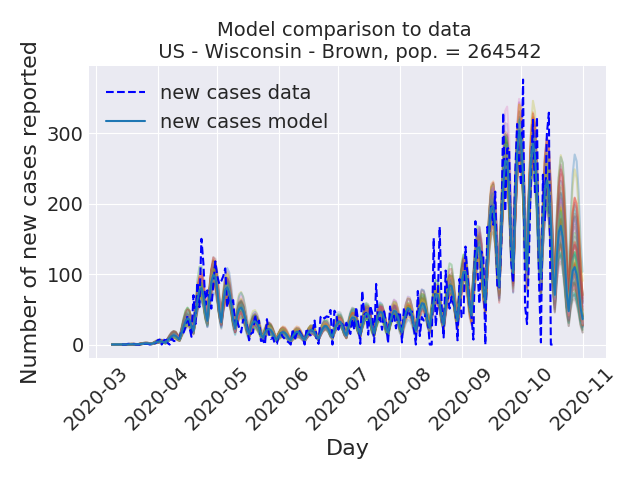 Model comparison to data
US - Wisconsin - Brown, pop. = 264542
Number of new cases reported
new cases data
new cases model
300
200
100
0
2020-03
2020-04
2020-05
2020-06
2020-07
2020-08
2020-09
2020-10
2020-11
Day